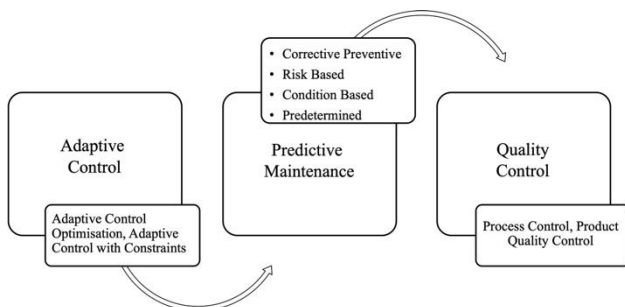 Adaptive
Control
Adaptive Control
Optimisation, Adaptive
Control with Constraints
• Corrective Preventive
• Risk Based
• Condition Based
• Predetermined
Predictive
Maintenance
Quality
Control
Process Control, Product
Quality Control